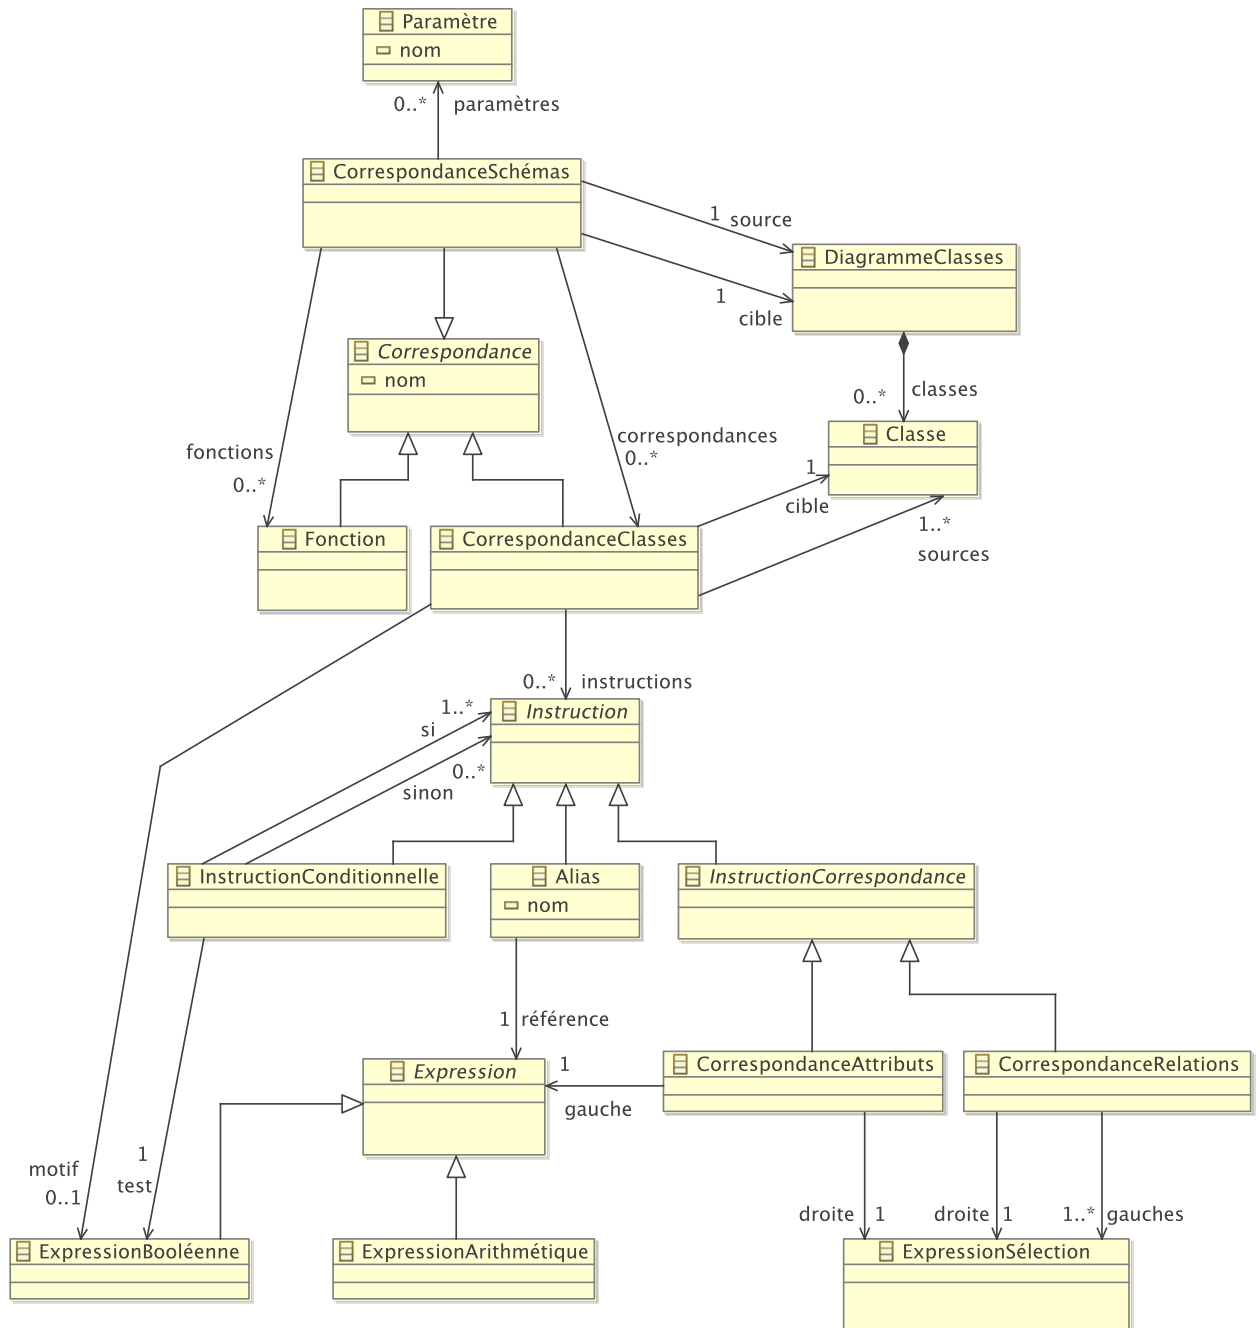 Paramètre
nom
0..* paramètres
CorrespondanceSchémas
1 source
DiagrammeClasses
1
cible
Correspondance
nom
0..* classes
Classe
fonctions
0..*
correspondances
0..*
1
cible
1..*
sources
Fonction
CorrespondanceClasses
0..* instructions
1..*
si
Instruction
0..*
sinon
InstructionConditionnelle
Alias
nom
InstructionCorrespondance
1 référence
Expression
1
gauche
CorrespondanceAttributs
CorrespondanceRelations
motif
0..1
1
test
droite 1
droite 1
1..* gauches
ExpressionBooléenne
ExpressionArithmétique
ExpressionSélection